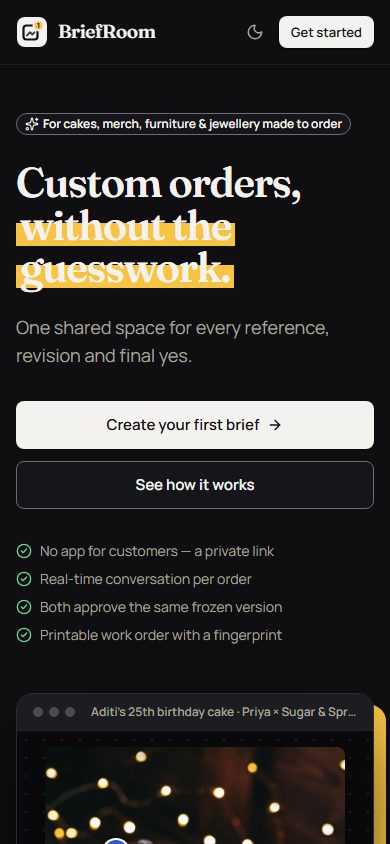 1
BriefRoom
Get started
For cakes, merch, furniture & jewellery made to order
Custom orders,
without the
guesswork.
One shared space for every reference,
revision and final yes.
Create your first brief →
See how it works
No app for customers — a private link
Real-time conversation per order
Both approve the same frozen version
Printable work order with a fingerprint
Aditi's 25th birthday cake · Priya × Sugar & Spr...